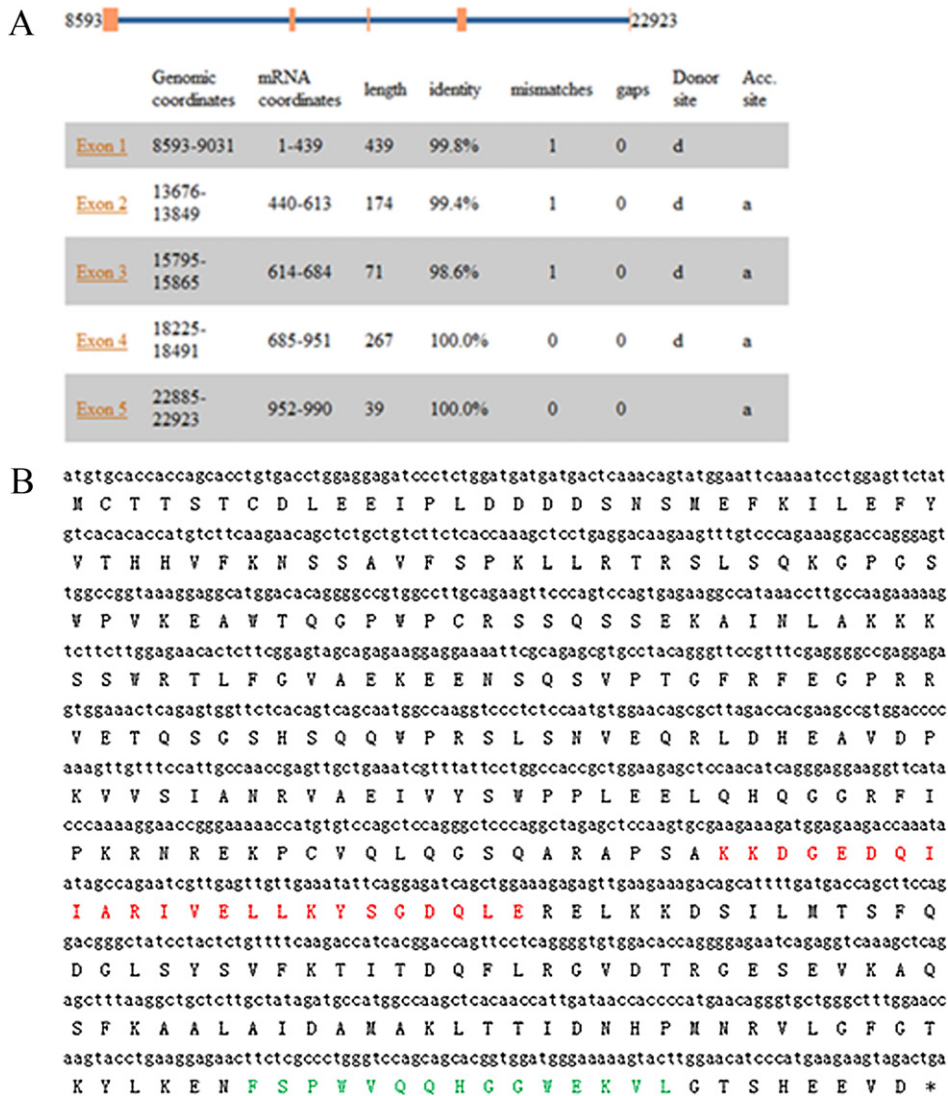 A
8593
22923
Genomic coordinates mRNA coordinates length identity mismatches gaps Donor site Acc. site
Exon 1 8593-9031 1-439 439 99.8% 1 0 d
Exon 2 13676-13849 440-613 174 99.4% 1 0 d a
Exon 3 15795-15865 614-684 71 98.6% 1 0 d a
Exon 4 18225-18491 685-951 267 100.0% 0 0 d a
Exon 5 22885-22923 952-990 39 100.0% 0 0 a
B
atgtgcaccaccagcacctgtgacctggaggagatccctctggatgatgatgactcaaacagtatggaattcaaaatcctggagttctat
M C T T S T C D L E E I P L D D D D S N S M E F K I L E F Y
gtcacacaccatgtcttcaagaacagctctgctgtcttctcaccaaagctcctgaggacaagaagtttgtcccagaaaggaccagggagt
V T H H V F K N S S A V F S P K L L R T R S L S Q K G P G S
tggccggtaaaggaggcatggacacaggggccgtggccttgcagaagttcccagtccagtgagaaggccataaaccttgccaagaaaaag
W P V K E A W T Q G P W P C R S S Q S S E K A I N L A K K K
tcttcttggagaacactcttcggagtagcagagaaggaggaaaattcgcagagcgtgcctacagggttccgtttcgaggggccgaggaga
S S W R T L F G V A E K E E N S Q S V P T G F R F E G P R R
gtggaaactcagagtggttctcacagtcagcaatggccaaggtccctctccaatgtggaacagcgcttagaccacgaagccgtggacccc
V E T Q S G S H S Q Q W P R S L S N V E Q R L D H E A V D P
aaagttgtttccattgccaaccgagttgctgaaatcgtttattcctggccaccgctggaagagctccaacatcagggaggaaggttcata
K V V S I A N R V A E I V Y S W P P L E E L Q H Q G G R F I
cccaaaaggaaccgggaaaaaccatgtgtccagctccagggctcccaggctagagctccaagtgcgaagaaagatggagaagaccaaata
P K R N R E K P C V Q L Q G S Q A R A P S A K K D G E D Q I
atagccagaatcgttgagttgttgaaatattcaggagatcagctggaaagagagttgaagaaagacagcattttgatgaccagcttccag
I A R I V E L L K Y S G D Q L E R E L K K D S I L M T S F Q
gacgggctatcctactctgttttcaagaccatcacggaccagttcctcaggggtgtggacaccaggggagaatcagaggtcaaagctcag
D G L S Y S V F K T I T D Q F L R G V D T R G E S E V K A Q
agctttaaggctgctcttgctatagatgccatggccaagctcacaaccattgataaccaccccatgaacagggtgctgggctttggaacc
S F K A A L A I D A M A K L T T I D N H P M N R V L G F G T
aagtacctgaaggagaacttctcgccctgggtccagcagcacggtggatgggaaaaagtacttggaacatcccatgaagaagtagactga
K Y L K E N F S P W V Q Q H G G W E K V L G T S H E E V D *